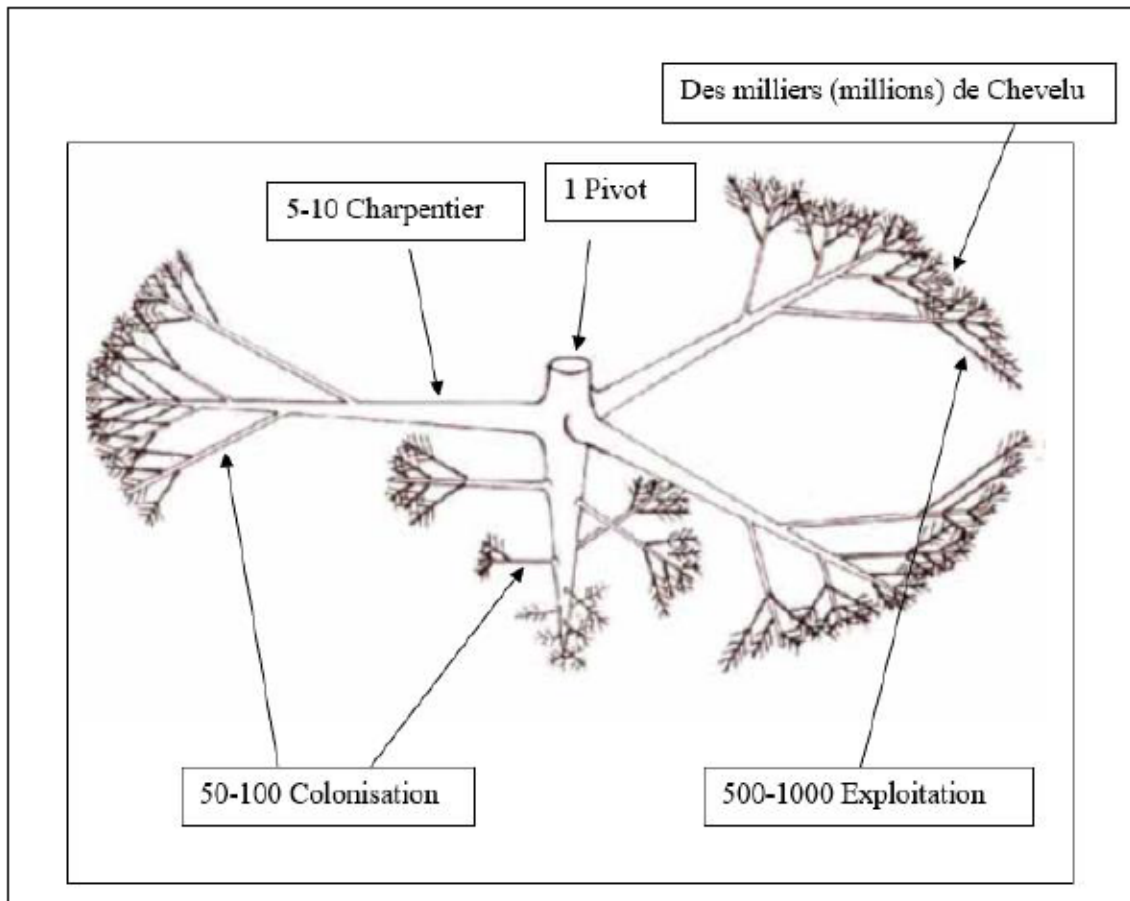 Des milliers (millions) de Chevelu
1 Pivot
5-10 Charpentier
50-100 Colonisation
500-1000 Exploitation